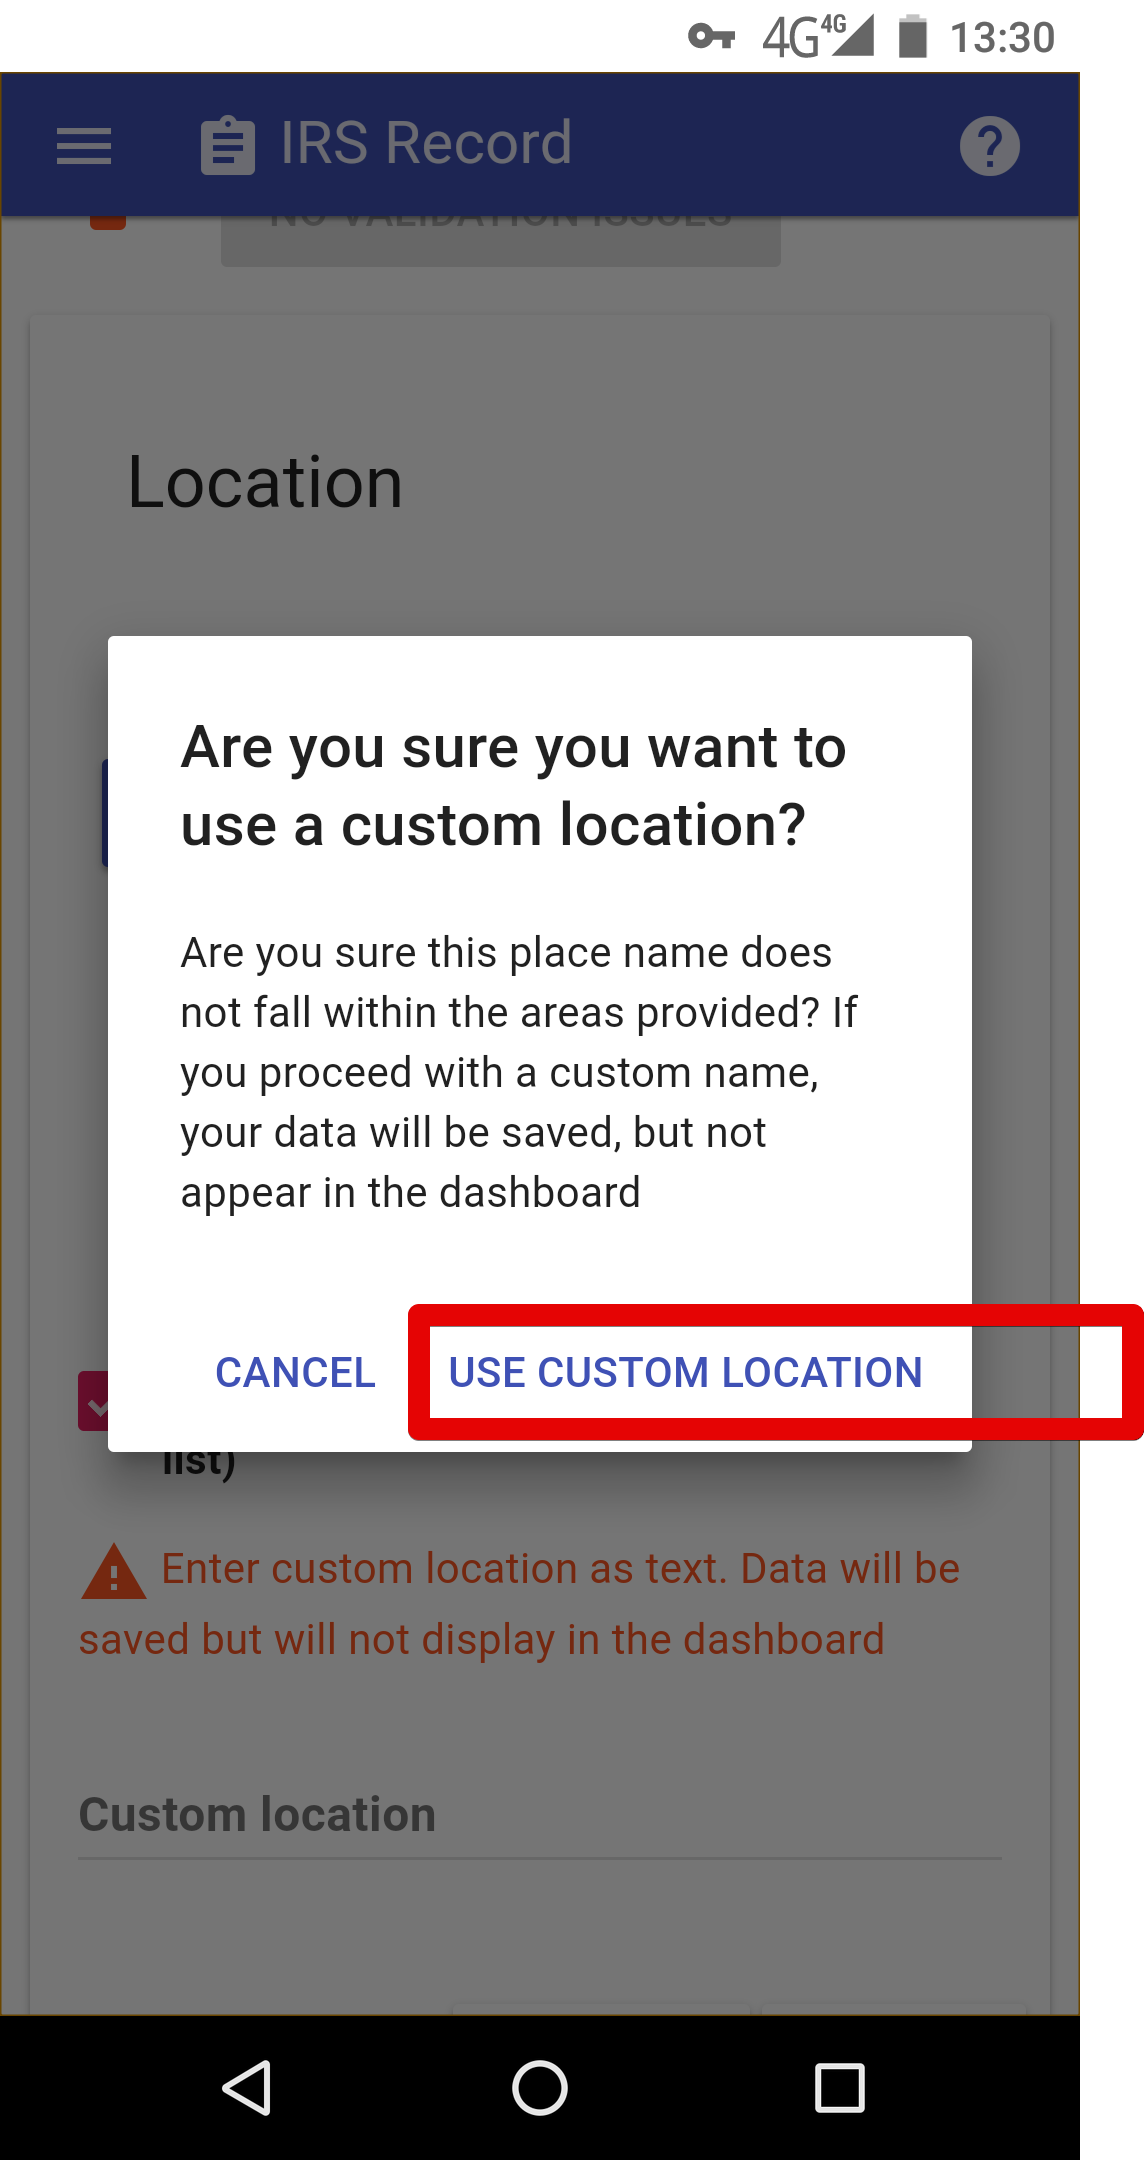 4G 4G 13:30
IRS Record
NO VALIDATION ISSUES
Location
Are you sure you want to
use a custom location?
Are you sure this place name does
not fall within the areas provided? If
you proceed with a custom name,
your data will be saved, but not
appear in the dashboard
CANCEL USE CUSTOM LOCATION
list)
Enter custom location as text. Data will be
saved but will not display in the dashboard
Custom location